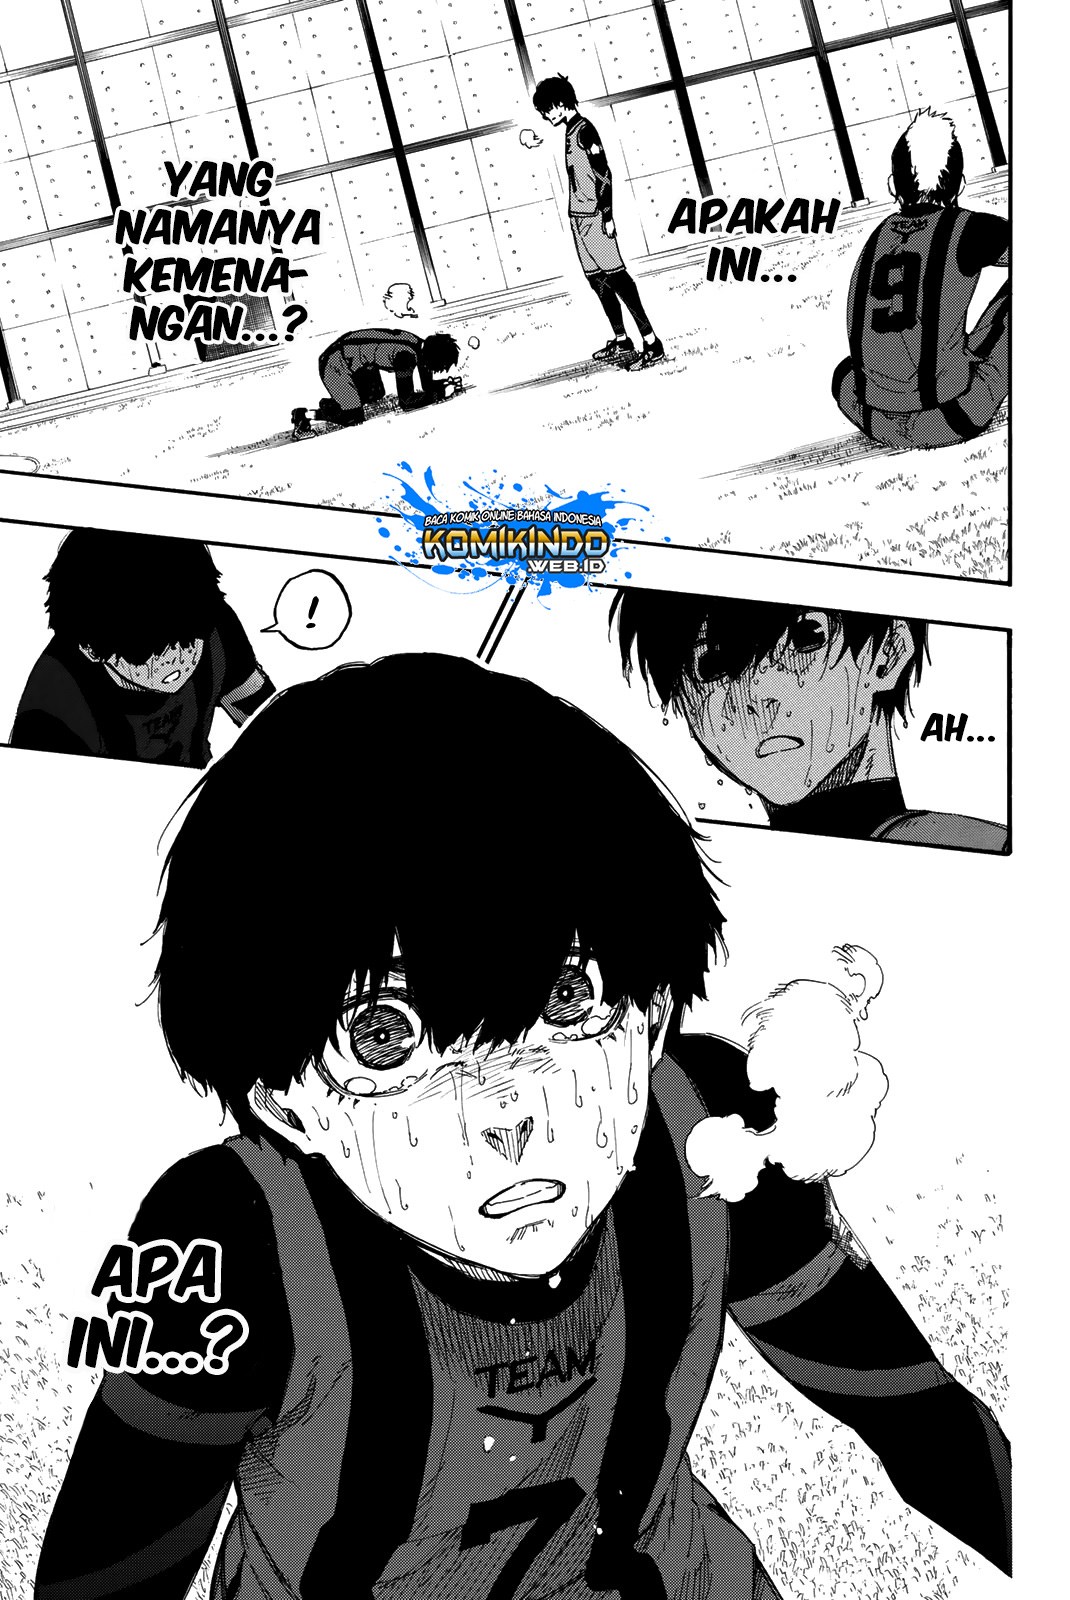 APAKAH
INI...
YANG
NAMANYA
KEMENA-
NGAN...?
9
BACA KOMIK ONLINE BAHASA INDONESIA
KOMIKINDO
.WEB.ID
AH...
!
TEAM
APA
INI...?
TEAM
Y
7